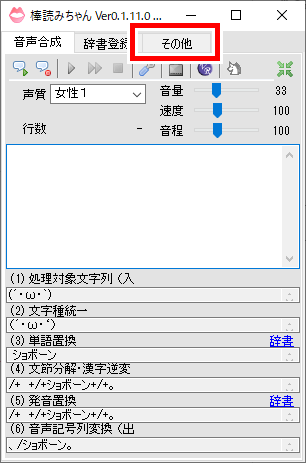 棒読みちゃん Ver0.1.11.0 ...
音声合成 辞書登録 その他
声質 女性1 音量 33
速度 100
行数 - 音程 100
(1) 処理対象文字列 (入
(´・ω・`)
(2) 文字種統一
(´・ω・‘)
(3) 単語置換 辞書
ショボーン
(4) 文節分解・漢字逆変
/+ +/+ショボーン+/+。
(5) 発音置換 辞書
/+ +/+ショボーン+/+。
(6) 音声記号列変換 (出
、/ショボーン。